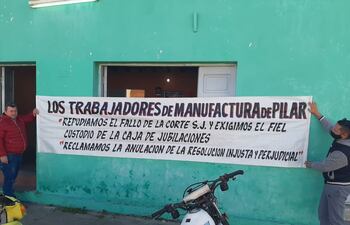 LOS TRABAJADORES DE MANUFACTURA DE PILAR
"REPUDIAMOS EL FALLO DE LA CORTE S.J. Y EXIGIMOS EL FIEL
CUSTODIO DE LA CAJA DE JUBILACIONES
"RECLAMAMOS LA ANULACION DE LA RESOLUCION INJUSTA Y PERJUDICIAL"